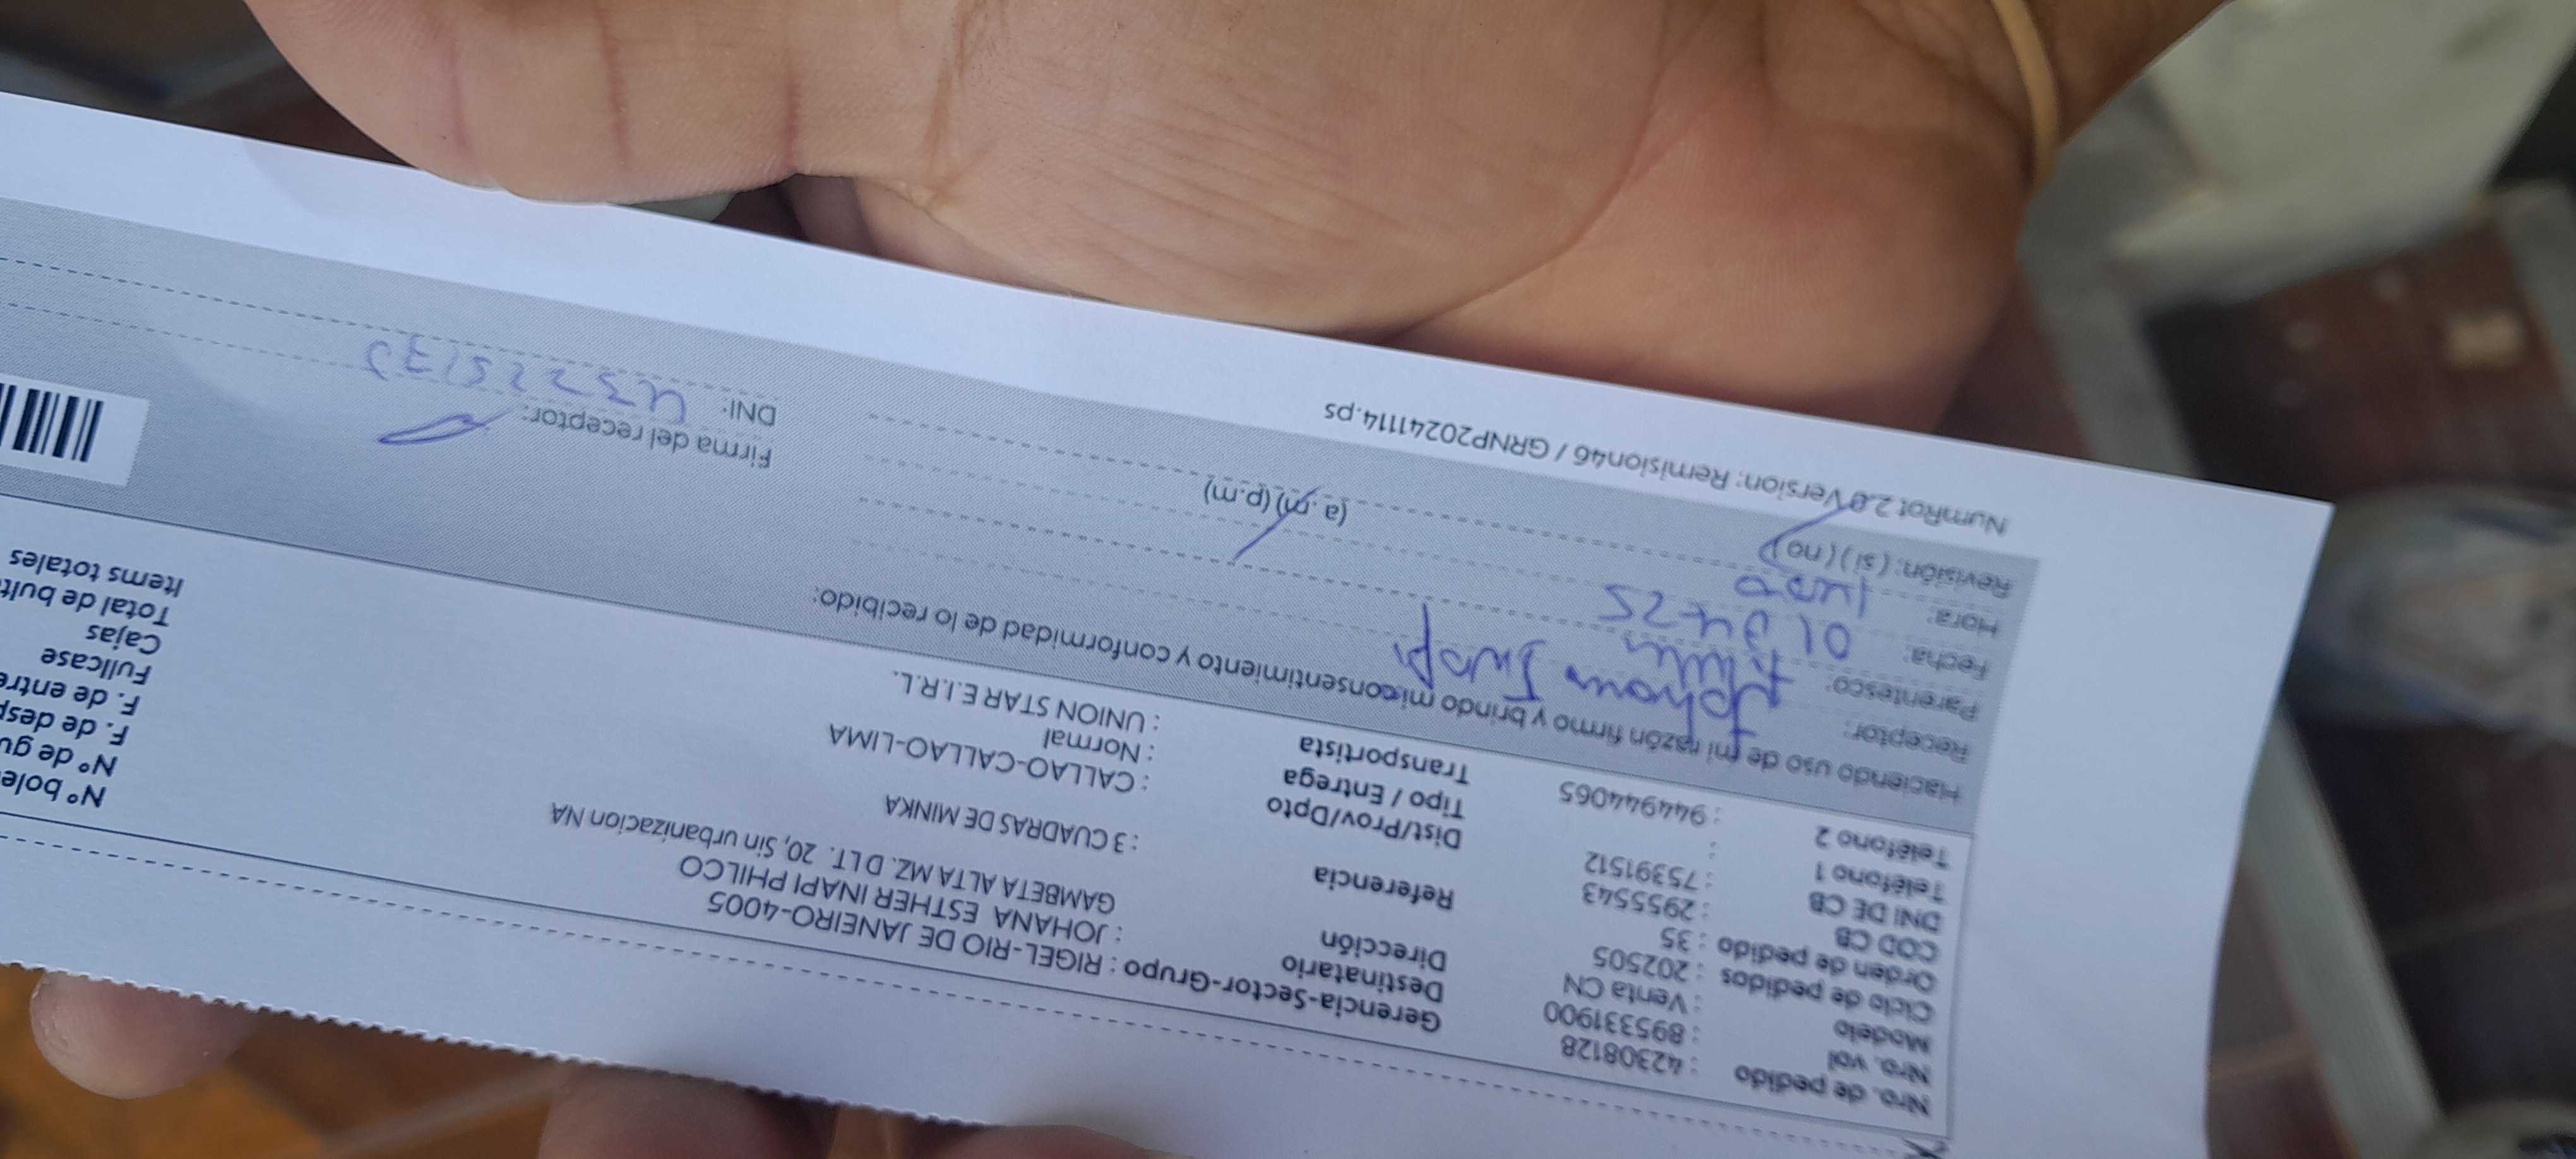 Nro. de pedido : 42308128
Nro. vol : 895331900
Modelo : Venta CN
Ciclo de pedidos : 202505
Orden de pedido : 35
COD CB : 2955543
DNI DE CB : 75391512
Teléfono 1 :
Teléfono 2 : 944944065
Gerencia-Sector-Grupo : RIGEL-RIO DE JANEIRO-4005
Destinatario : JOHANA ESTHER INAPI PHILCO
Dirección GAMBETA ALTA MZ. D LT. 20, Sin urbanizacion NA
Referencia : 3 CUADRAS DE MINKA
Dist/Prov/Dpto : CALLAO-CALLAO-LIMA
Tipo / Entrega : Normal
Transportista : UNION STAR E.I.R.L.
N° bole
N° de gu
F. de desp
F. de entre
Fullcase
Cajas
Total de bult
Items totales
Haciendo uso de mi razón firmo y brindo mi consentimiento y conformidad de lo recibido:
Receptor: Johana Inapi
Parentesco:
Fecha: 01 04 25
Hora: (a.m) (p.m)
Revisión: (si) (no)
Firma del receptor:
DNI:
NumRot 2.0 Version: Remision46 / GRNP20241114.ps